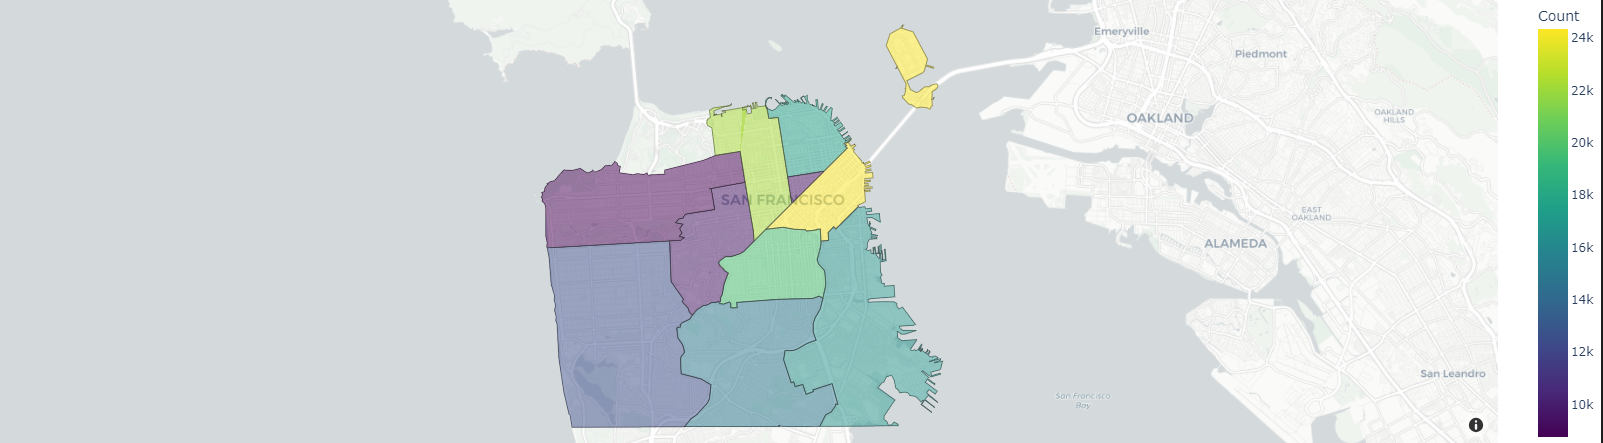 Count
24k
22k
20k
18k
16k
14k
12k
10k
Emeryville
Piedmont
OAKLAND
OAKLAND
HILLS
SAN FRANCISCO
EAST
OAKLAND
ALAMEDA
San Leandro
San Francisco
Bay
i